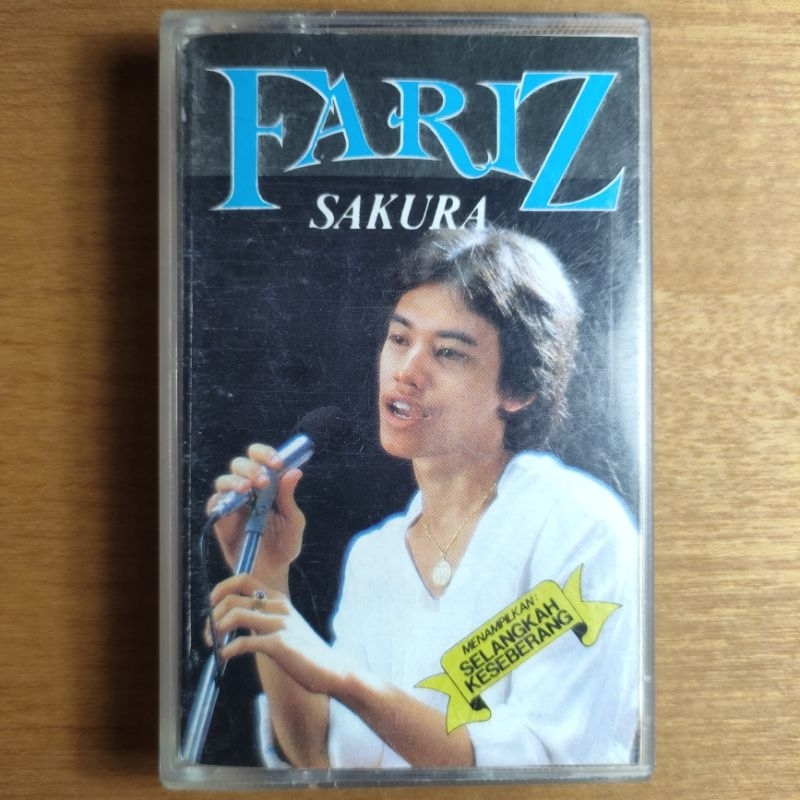 FARIZ
SAKURA
MENAMPILKAN:
SELANGKAH
KESEBERANG